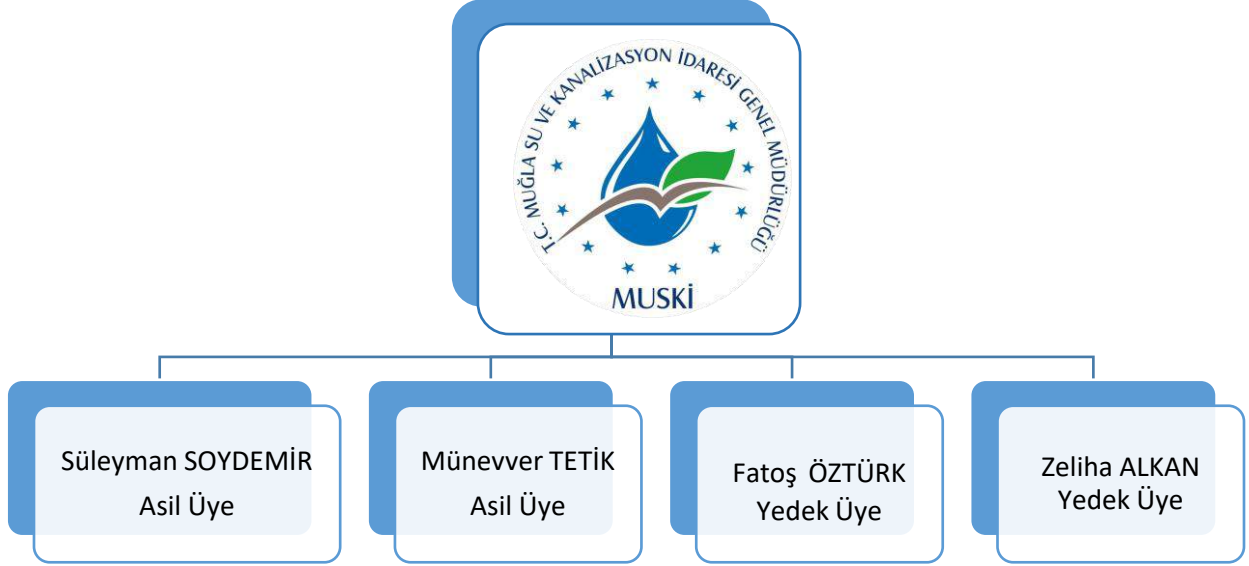 T.C. MUĞLA SU VE KANALİZASYON İDARESİ GENEL MÜDÜRLÜĞÜ
MUSKİ
Süleyman SOYDEMİR
Asil Üye
Münevver TETİK
Asil Üye
Fatoş ÖZTÜRK
Yedek Üye
Zeliha ALKAN
Yedek Üye